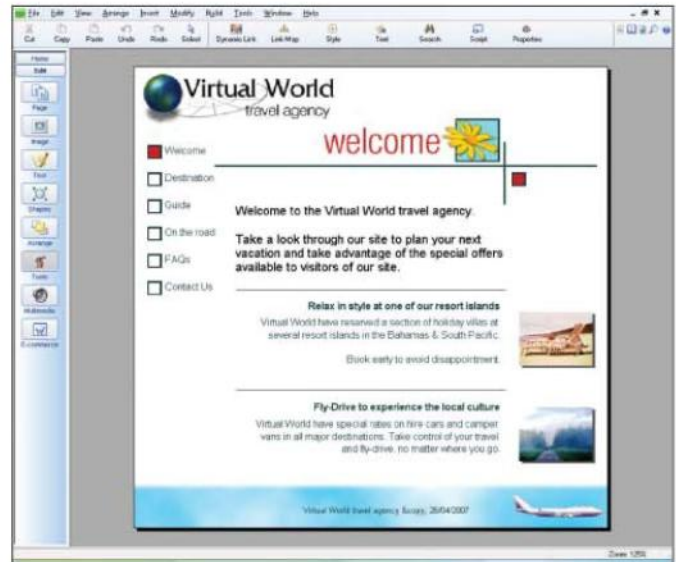 File Edit View Arrange Insert Modify Build Tools Window Help
Cut Copy Paste Undo Redo Select Dynamic Link Link Map Style Text Search Script Properties
Home
Edit
Page
Image
Text
Shapes
Arrange
Tools
Multimedia
E-commerce
Virtual World
travel agency
welcome
Welcome
Destination
Guide
On the road
FAQs
Contact Us
Welcome to the Virtual World travel agency.
Take a look through our site to plan your next
vacation and take advantage of the special offers
available to visitors of our site.
Relax in style at one of our resort islands
Virtual World have reserved a section of holiday villas at
several resort islands in the Bahamas & South Pacific.
Book early to avoid disappointment.
Fly-Drive to experience the local culture
Virtual World have special rates on hire cars and camper
vans in all major destinations. Take control of your travel
and fly-drive, no matter where you go.
Virtual World travel agency 26/04/2007
Zoom 125%